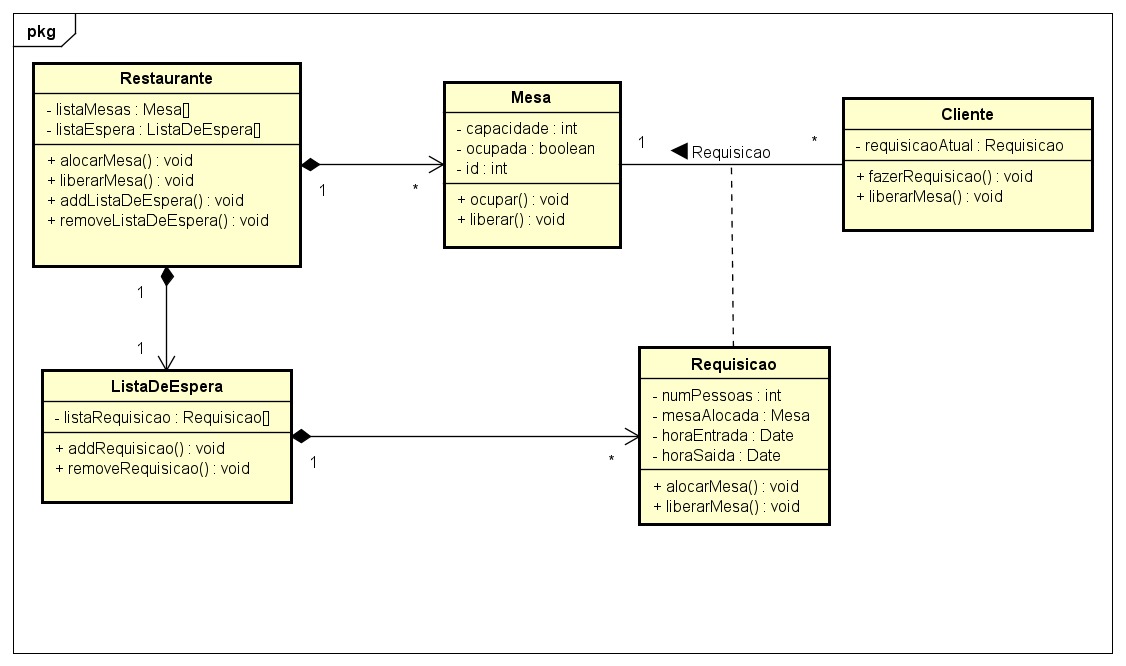 pkg
Restaurante
- listaMesas : Mesa[]
- listaEspera : ListaDeEspera[]
+ alocarMesa() : void
+ liberarMesa() : void
+ addListaDeEspera() : void
+ removeListaDeEspera() : void
1
*
Mesa
- capacidade : int
- ocupada : boolean
- id : int
+ ocupar() : void
+ liberar() : void
1
Requisicao
*
Cliente
- requisicaoAtual : Requisicao
+ fazerRequisicao() : void
+ liberarMesa() : void
1
1
ListaDeEspera
- listaRequisicao : Requisicao[]
+ addRequisicao() : void
+ removeRequisicao() : void
1
*
Requisicao
- numPessoas : int
- mesaAlocada : Mesa
- horaEntrada : Date
- horaSaida : Date
+ alocarMesa() : void
+ liberarMesa() : void